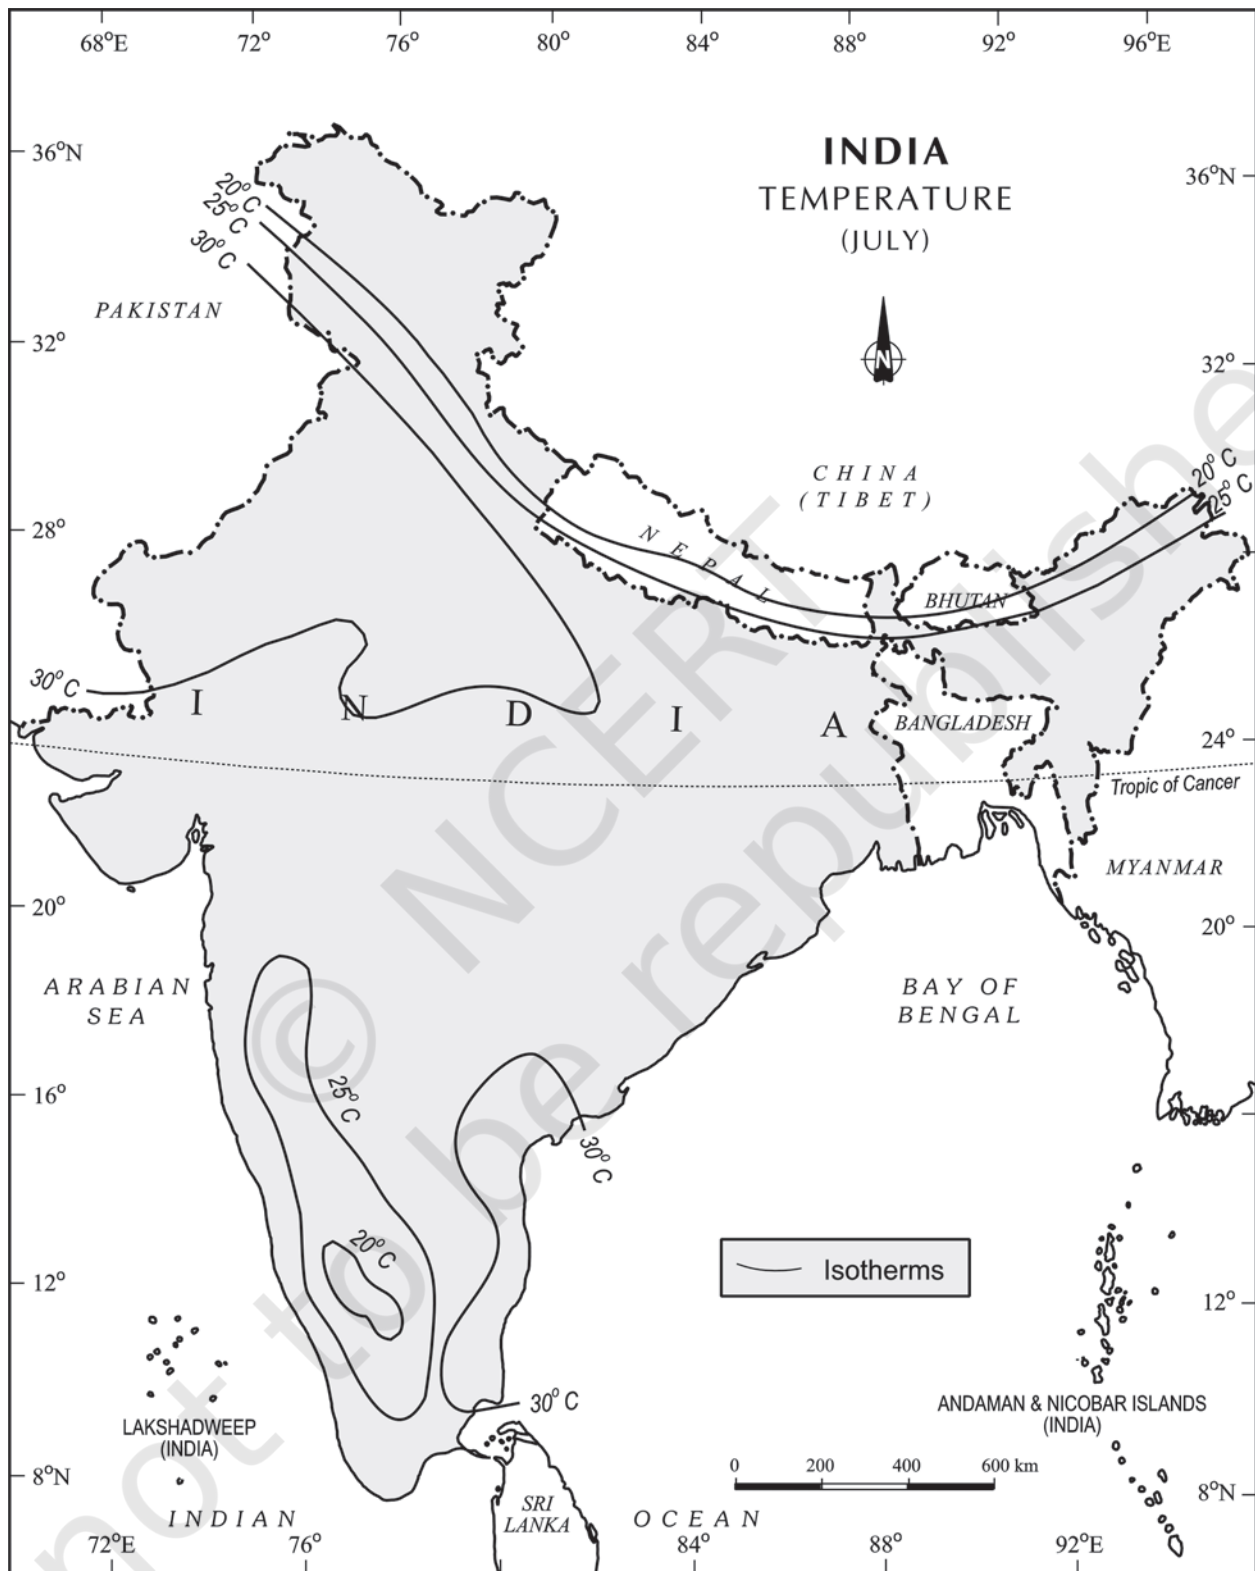 68°E 72° 76° 80° 84° 88° 92° 96°E
36°N
INDIA
TEMPERATURE
(JULY)
36°N
20° C
25° C
30° C
PAKISTAN
32°
N
32°
CHINA
(TIBET)
20° C
25° C
28°
NEPAL
BHUTAN
30° C
I N D I A
BANGLADESH
24°
Tropic of Cancer
MYANMAR
20°
20°
ARABIAN
SEA
BAY OF
BENGAL
25° C
16°
30° C
20° C
Isotherms
12°
12°
30° C
LAKSHADWEEP
(INDIA)
ANDAMAN & NICOBAR ISLANDS
(INDIA)
0 200 400 600 km
8°N
8°N
SRI
LANKA
INDIAN OCEAN
72°E 76° 84° 88° 92°E
© NCERT
not to be republished